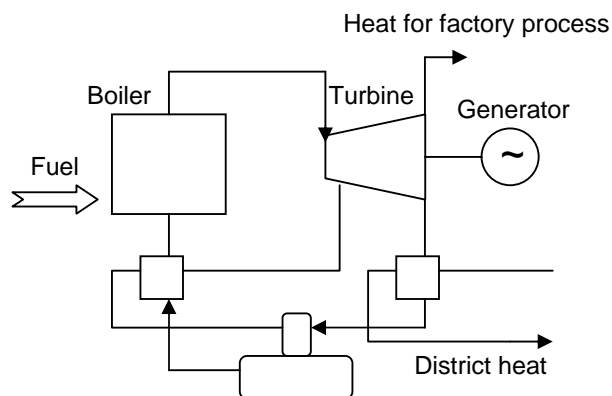 Heat for factory process
Boiler
Turbine
Generator
~
Fuel
District heat